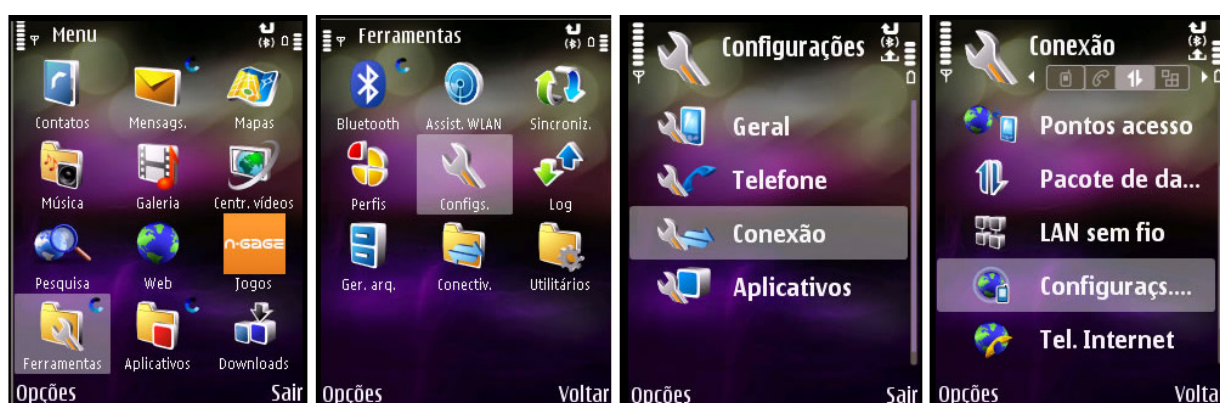 Menu
Contatos Mensags. Mapas
Música Galeria Centr. vídeos
n-gage
Pesquisa Web Jogos
Ferramentas Aplicativos Downloads
Opções Sair
Ferramentas
Bluetooth Assist. WLAN Sincroniz.
Perfis Configs. Log
Ger. arq. Conectiv. Utilitários
Opções Voltar
Configurações
Geral
Telefone
Conexão
Aplicativos
Opções Sair
Conexão
Pontos acesso
Pacote de da...
LAN sem fio
Configuraçs....
Tel. Internet
Opções Volta